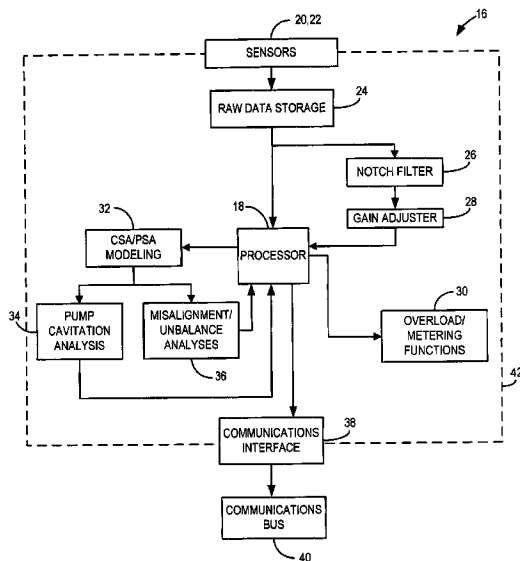 20,22
16
SENSORS
RAW DATA STORAGE
24
NOTCH FILTER
26
GAIN ADJUSTER
28
18
PROCESSOR
32
CSA/PSA
MODELING
34
PUMP
CAVITATION
ANALYSIS
MISALIGNMENT/
UNBALANCE
ANALYSES
36
30
OVERLOAD/
METERING
FUNCTIONS
42
COMMUNICATIONS
INTERFACE
38
COMMUNICATIONS
BUS
40